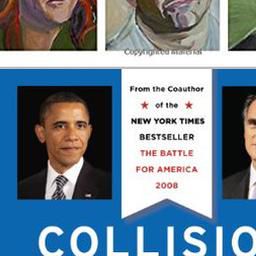 Copyrighted Material
From the Coauthor
★ of the ★
NEW YORK TIMES
BESTSELLER
THE BATTLE
FOR AMERICA
2008
COLLISIO